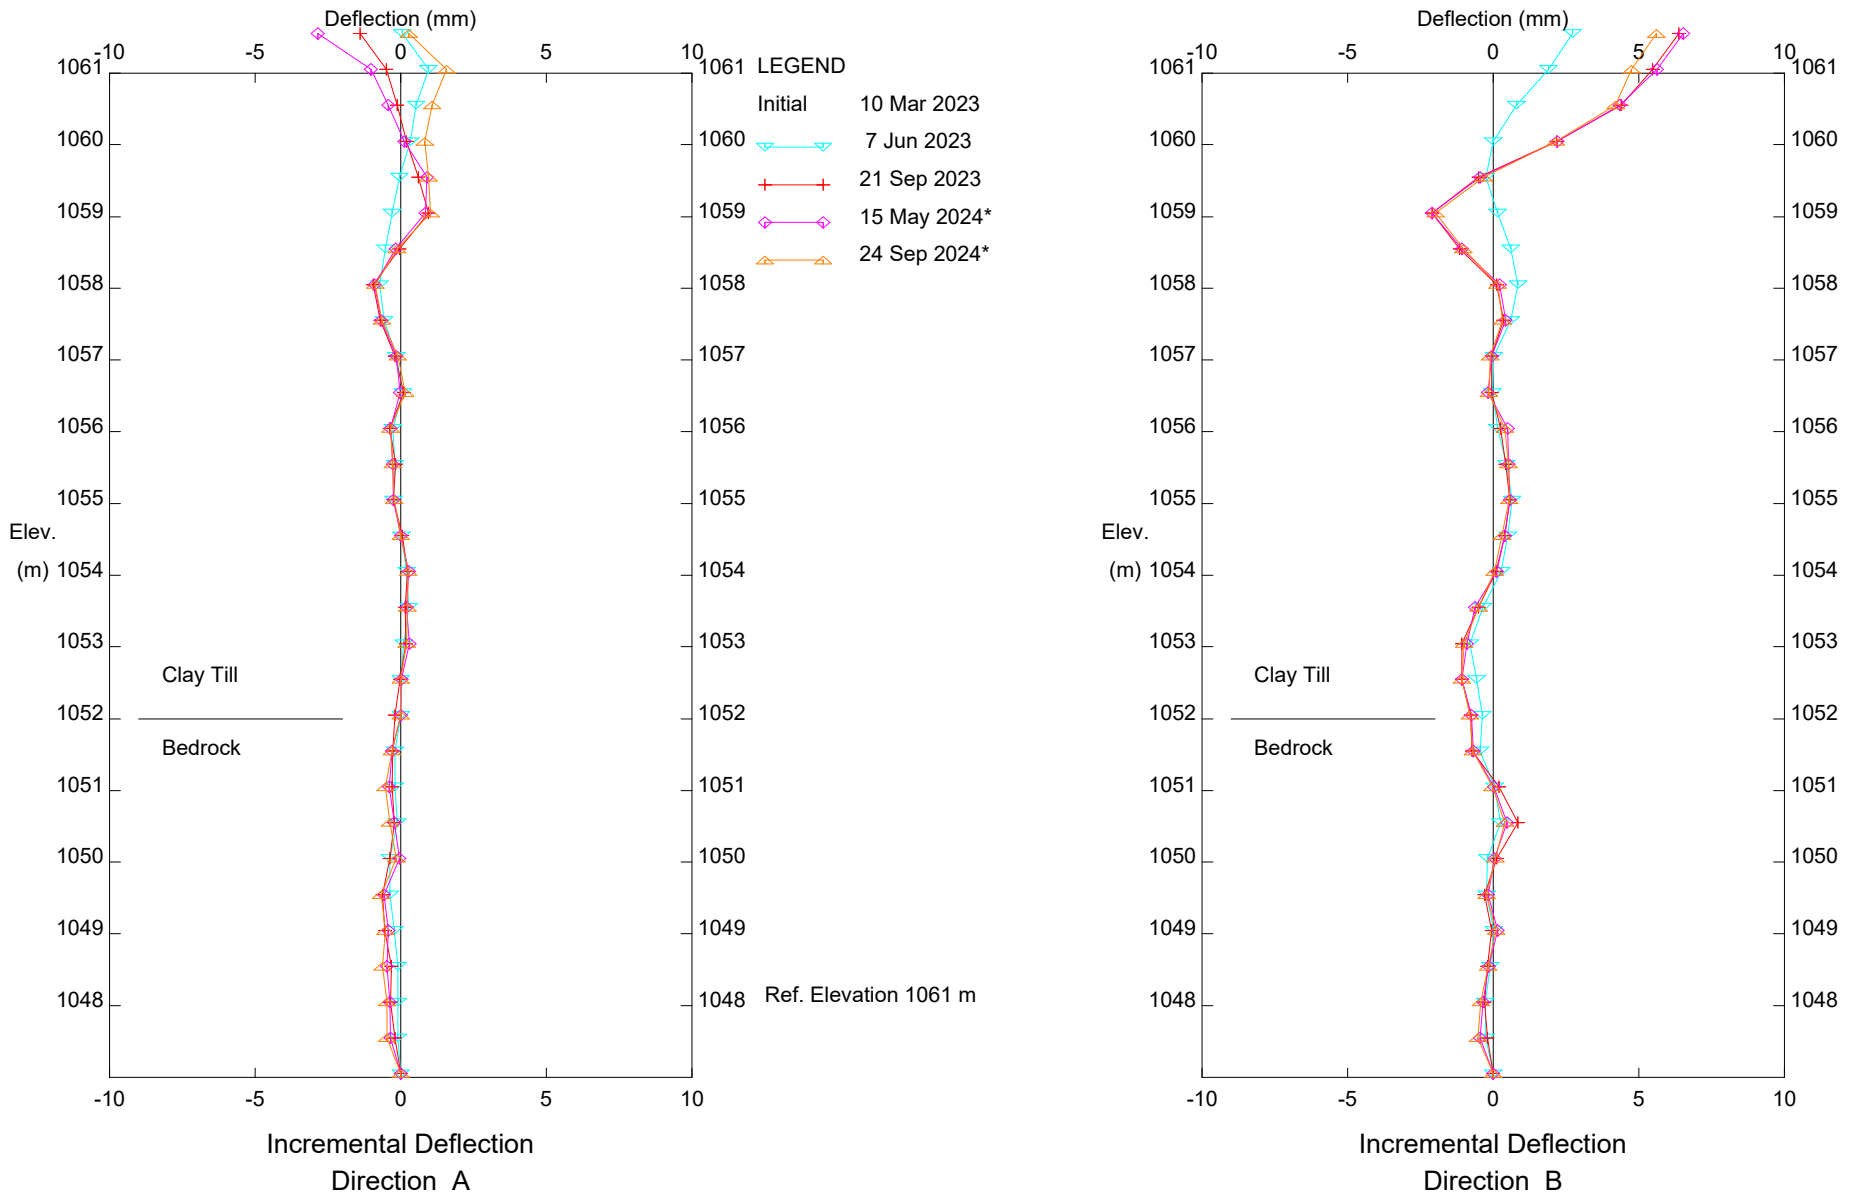 Deflection (mm)
-10 -5 0 5 10
1061 1061
1060 1060
1059 1059
1058 1058
1057 1057
1056 1056
1055 1055
Elev.
(m)
1054 1054
1053 1053
Clay Till
1052 1052
Bedrock
1051 1051
1050 1050
1049 1049
1048 1048
-10 -5 0 5 10
Incremental Deflection
Direction A
LEGEND
Initial 10 Mar 2023
7 Jun 2023
21 Sep 2023
15 May 2024*
24 Sep 2024*
Ref. Elevation 1061 m
Deflection (mm)
-10 -5 0 5 10
1061 1061
1060 1060
1059 1059
1058 1058
1057 1057
1056 1056
1055 1055
Elev.
(m)
1054 1054
1053 1053
Clay Till
1052 1052
Bedrock
1051 1051
1050 1050
1049 1049
1048 1048
-10 -5 0 5 10
Incremental Deflection
Direction B